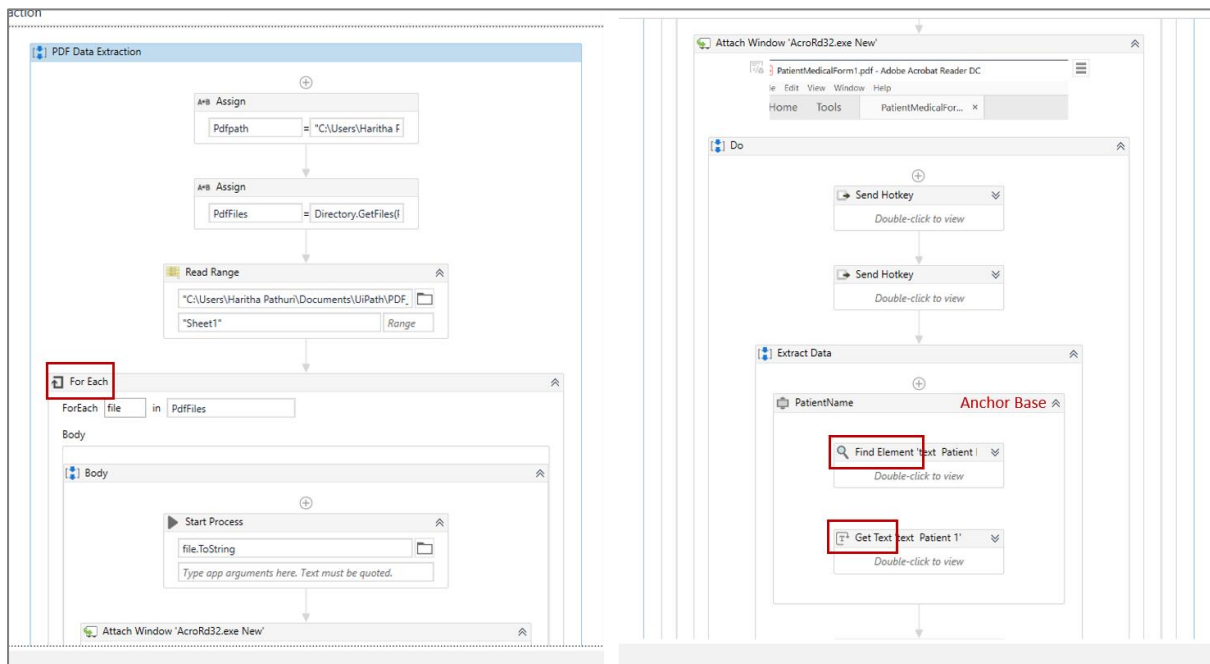 action
PDF Data Extraction
A+B Assign
Pdfpath = "C:\Users\Haritha F
A+B Assign
PdfFiles = Directory.GetFiles(F
Read Range
"C:\Users\Haritha Pathuri\Documents\UiPath\PDF_
"Sheet1" Range
For Each
ForEach file in PdfFiles
Body
Body
Start Process
file.ToString
Type app arguments here. Text must be quoted.
Attach Window 'AcroRd32.exe New'
Attach Window 'AcroRd32.exe New'
PatientMedicalForm1.pdf - Adobe Acrobat Reader DC
le Edit View Window Help
Home Tools PatientMedicalFor... ×
Do
Send Hotkey
Double-click to view
Send Hotkey
Double-click to view
Extract Data
PatientName Anchor Base
Find Element 'text Patient
Double-click to view
Get Text 'text Patient 1'
Double-click to view